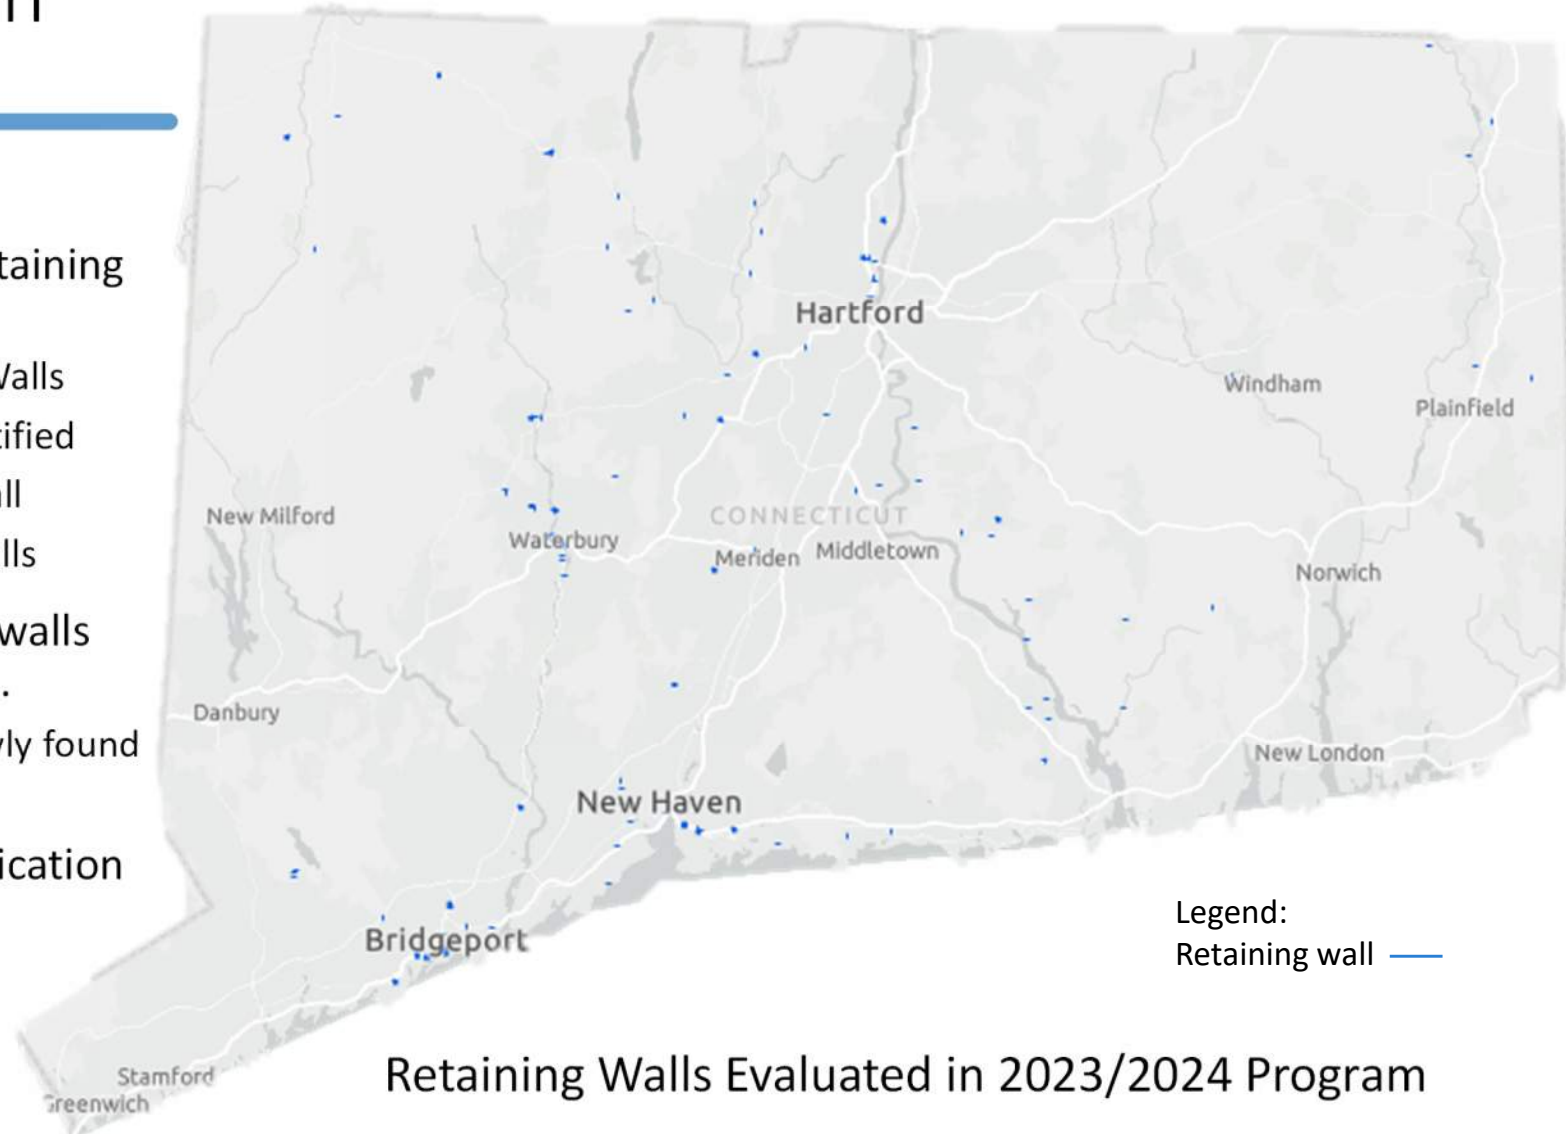 taining
Walls
tified
all
lls
walls
.
ly found
ication
Hartford
Windham
Plainfield
New Milford
CONNECTICUT
Waterbury
Meriden
Middletown
Norwich
Danbury
New London
New Haven
Bridgeport
Legend:
Retaining wall
Stamford
Greenwich
Retaining Walls Evaluated in 2023/2024 Program